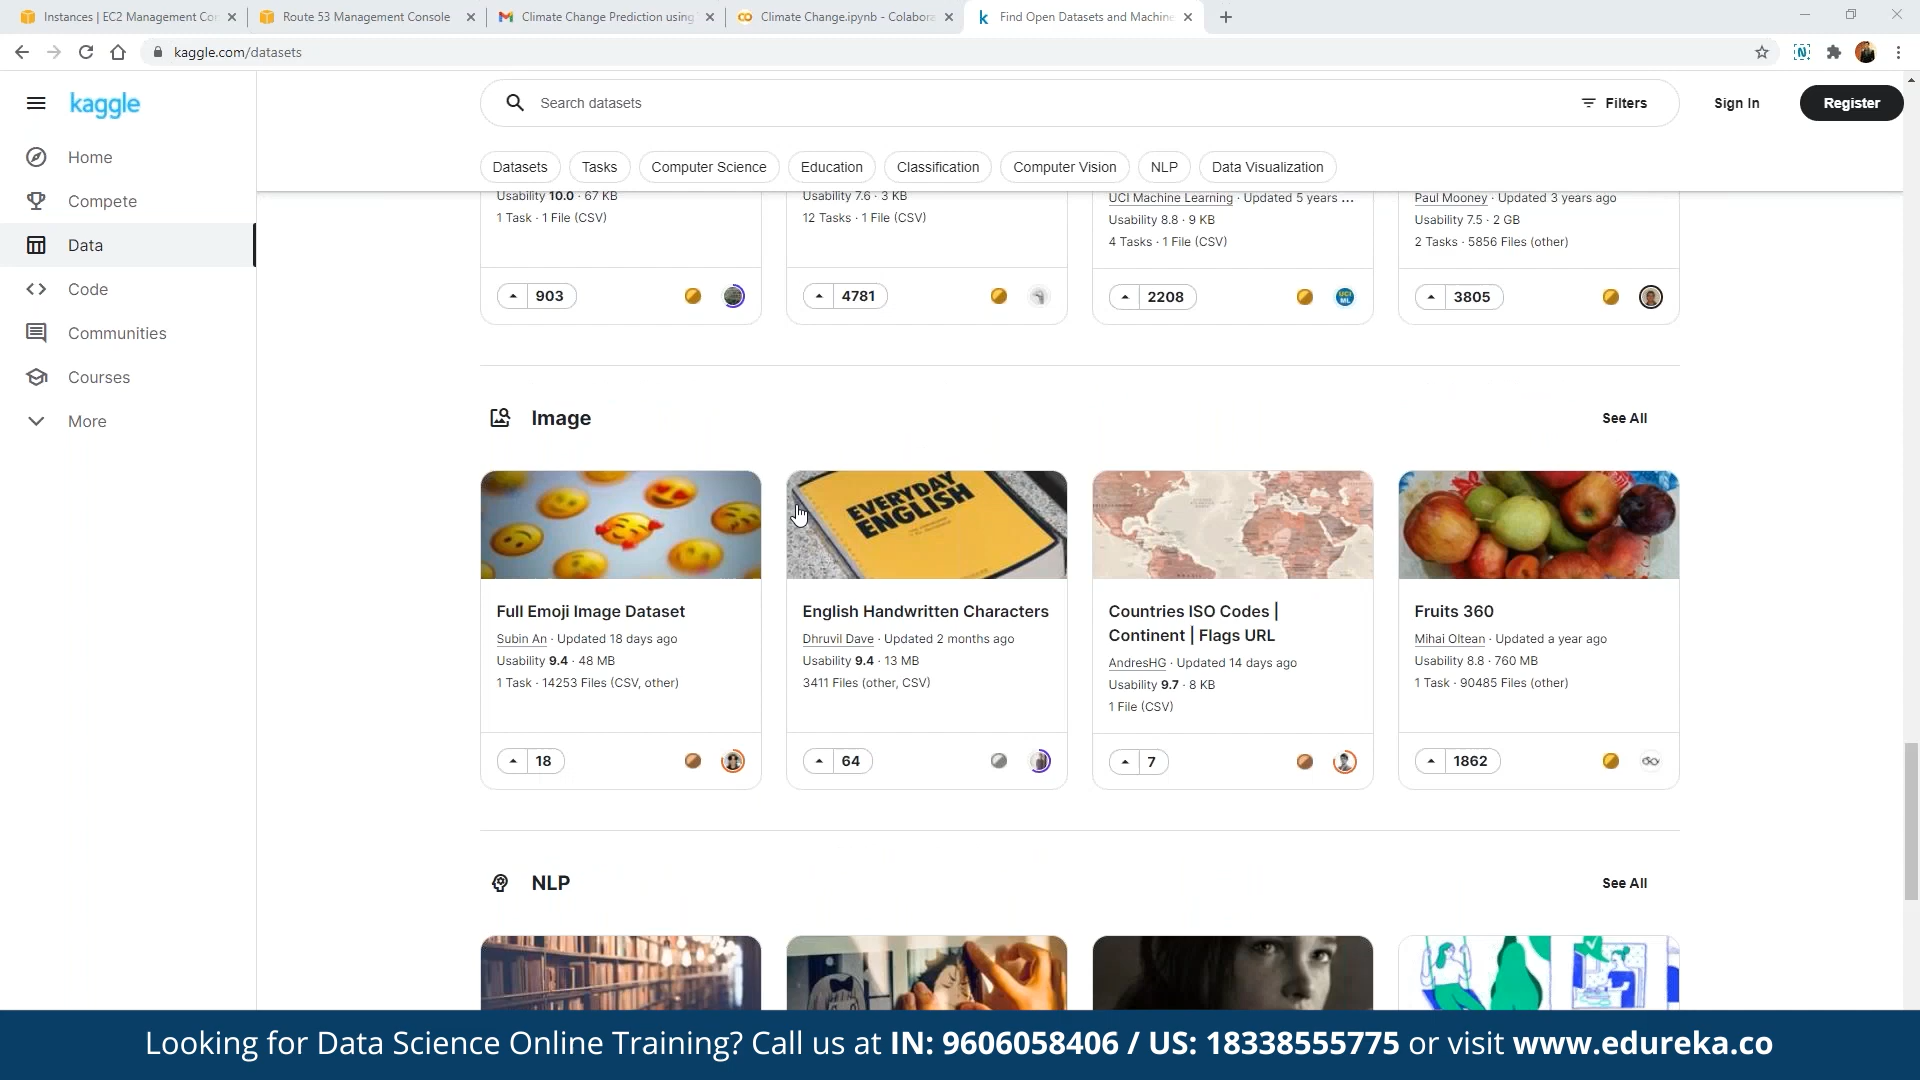 Instances | EC2 Management Con
Route 53 Management Console
Climate Change Prediction using
Climate Change.ipynb - Colabora
Find Open Datasets and Machine
kaggle.com/datasets
kaggle
Search datasets
Filters
Sign In
Register
Home
Compete
Data
Code
Communities
Courses
More
Datasets
Tasks
Computer Science
Education
Classification
Computer Vision
NLP
Data Visualization
Usability 10.0 · 67 KB
1 Task · 1 File (CSV)
903
Usability 7.6 · 3 KB
12 Tasks · 1 File (CSV)
4781
UCI Machine Learning · Updated 5 years ...
Usability 8.8 · 9 KB
4 Tasks · 1 File (CSV)
2208
UCI
ML
Paul Mooney · Updated 3 years ago
Usability 7.5 · 2 GB
2 Tasks · 5856 Files (other)
3805
Image
See All
EVERYDAY
ENGLISH
BRAZIL
Full Emoji Image Dataset
Subin An · Updated 18 days ago
Usability 9.4 · 48 MB
1 Task · 14253 Files (CSV, other)
18
English Handwritten Characters
Dhruvil Dave · Updated 2 months ago
Usability 9.4 · 13 MB
3411 Files (other, CSV)
64
Countries ISO Codes |
Continent | Flags URL
AndresHG · Updated 14 days ago
Usability 9.7 · 8 KB
1 File (CSV)
7
Fruits 360
Mihai Oltean · Updated a year ago
Usability 8.8 · 760 MB
1 Task · 90485 Files (other)
1862
NLP
See All
Looking for Data Science Online Training? Call us at IN: 9606058406 / US: 18338555775 or visit www.edureka.co